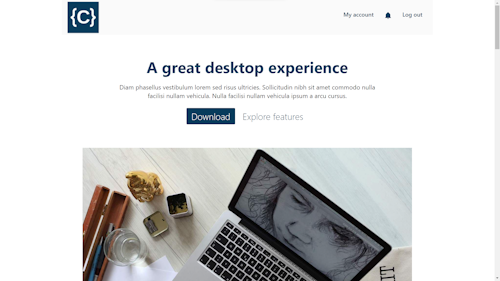 {C}
My account
Log out
A great desktop experience
Diam phasellus vestibulum lorem sed risus ultricies. Sollicitudin nibh sit amet commodo nulla
facilisi nullam vehicula. Nulla facilisi nullam vehicula ipsum a arcu cursus.
Download
Explore features